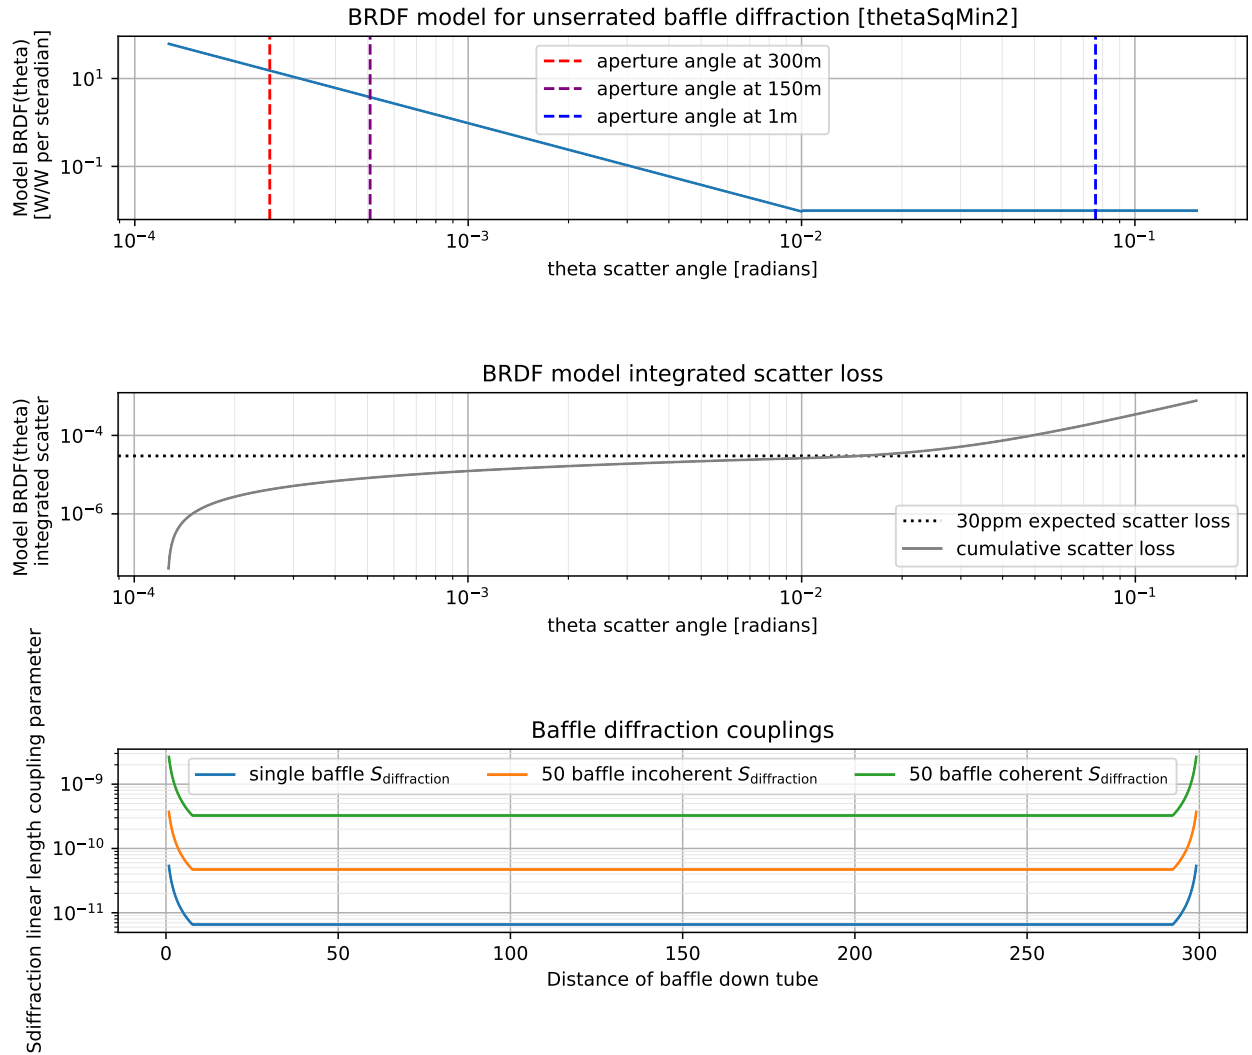 BRDF model for unserrated baffle diffraction [thetaSqMin2]
Model BRDF(theta)
[W/W per steradian]
10^1
10^-1
aperture angle at 300m
aperture angle at 150m
aperture angle at 1m
10^-4
10^-3
10^-2
10^-1
theta scatter angle [radians]
BRDF model integrated scatter loss
Model BRDF(theta)
integrated scatter
10^-4
10^-6
30ppm expected scatter loss
cumulative scatter loss
10^-4
10^-3
10^-2
10^-1
theta scatter angle [radians]
Baffle diffraction couplings
Sdiffraction linear length coupling parameter
10^-9
10^-10
10^-11
single baffle S_diffraction
50 baffle incoherent S_diffraction
50 baffle coherent S_diffraction
0
50
100
150
200
250
300
Distance of baffle down tube